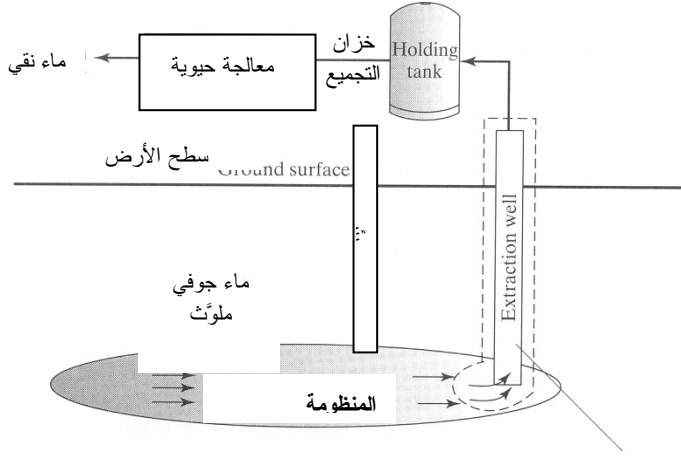 خزان
التجميع
Holding
tank
معالجة حيوية
ماء نقي
سطح الأرض
Ground surface
Extraction well
ماء جوفي
ملوَّث
المنظومة